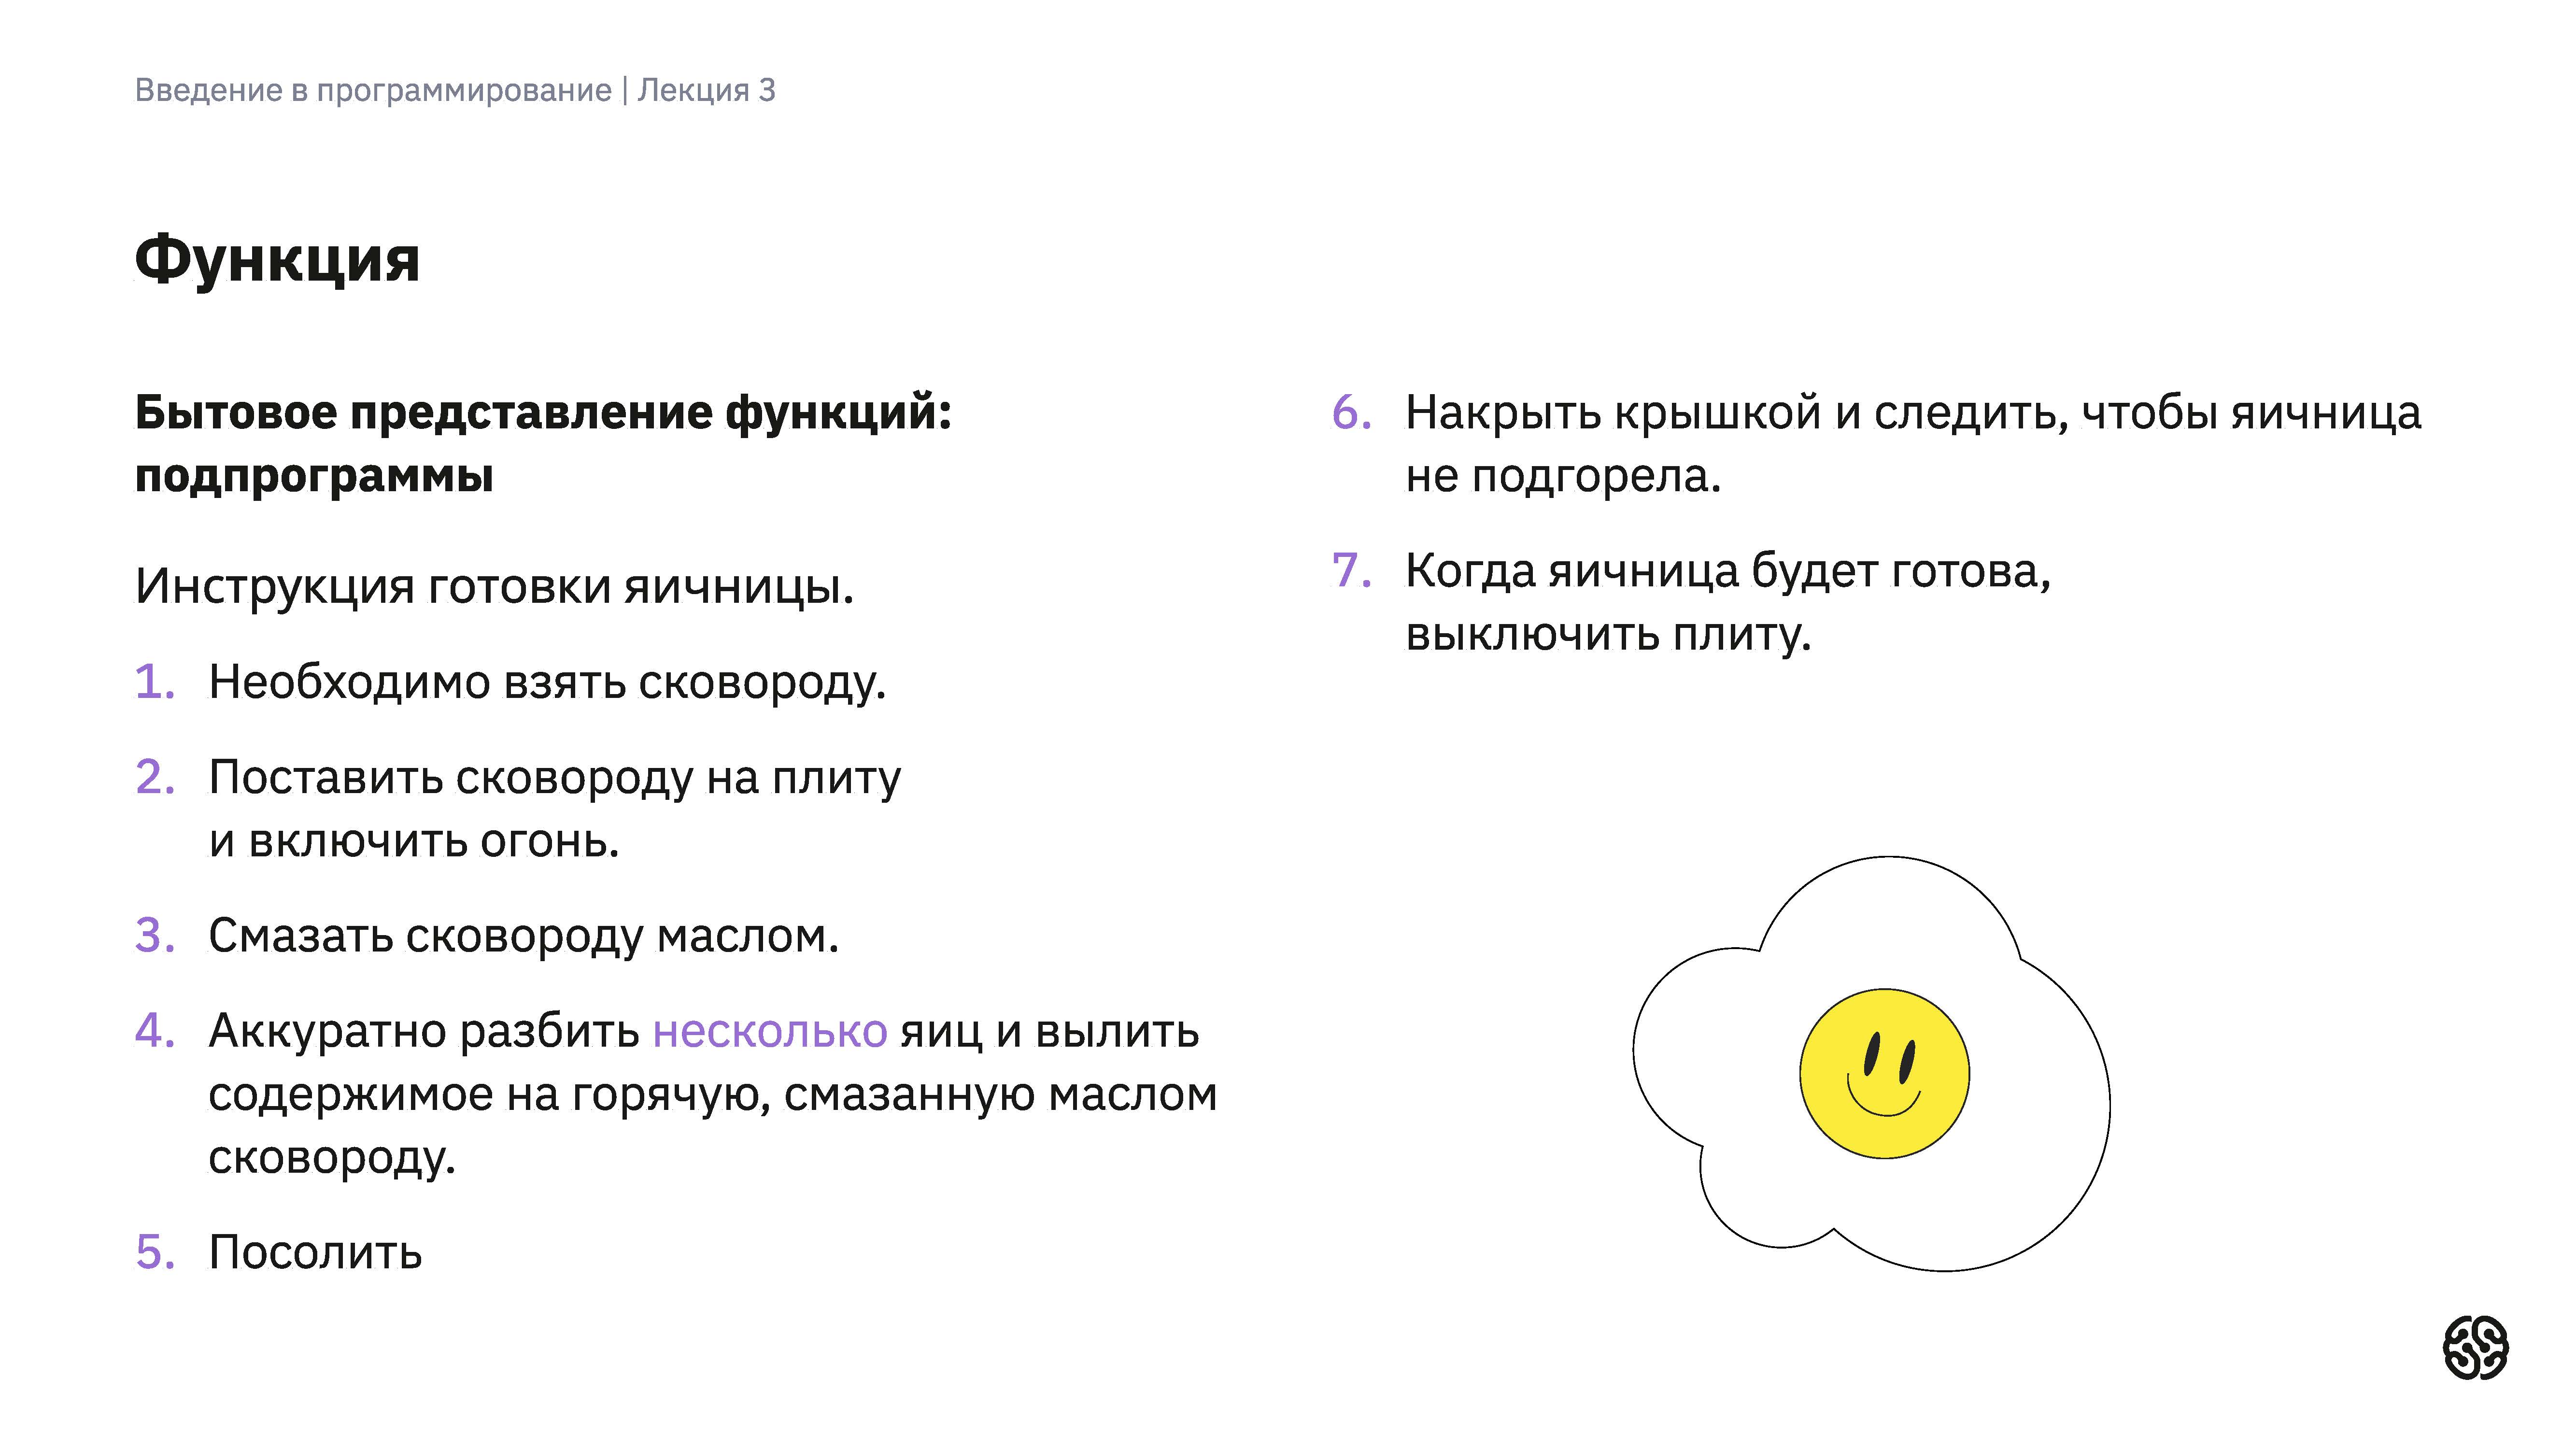 Введение в программирование | Лекция 3
Функция
Бытовое представление функций:
подпрограммы
Инструкция готовки яичницы.
1. Необходимо взять сковороду.
2. Поставить сковороду на плиту
и включить огонь.
3. Смазать сковороду маслом.
4. Аккуратно разбить несколько яиц и вылить
содержимое на горячую, смазанную маслом
сковороду.
5. Посолить
6. Накрыть крышкой и следить, чтобы яичница
не подгорела.
7. Когда яичница будет готова,
выключить плиту.